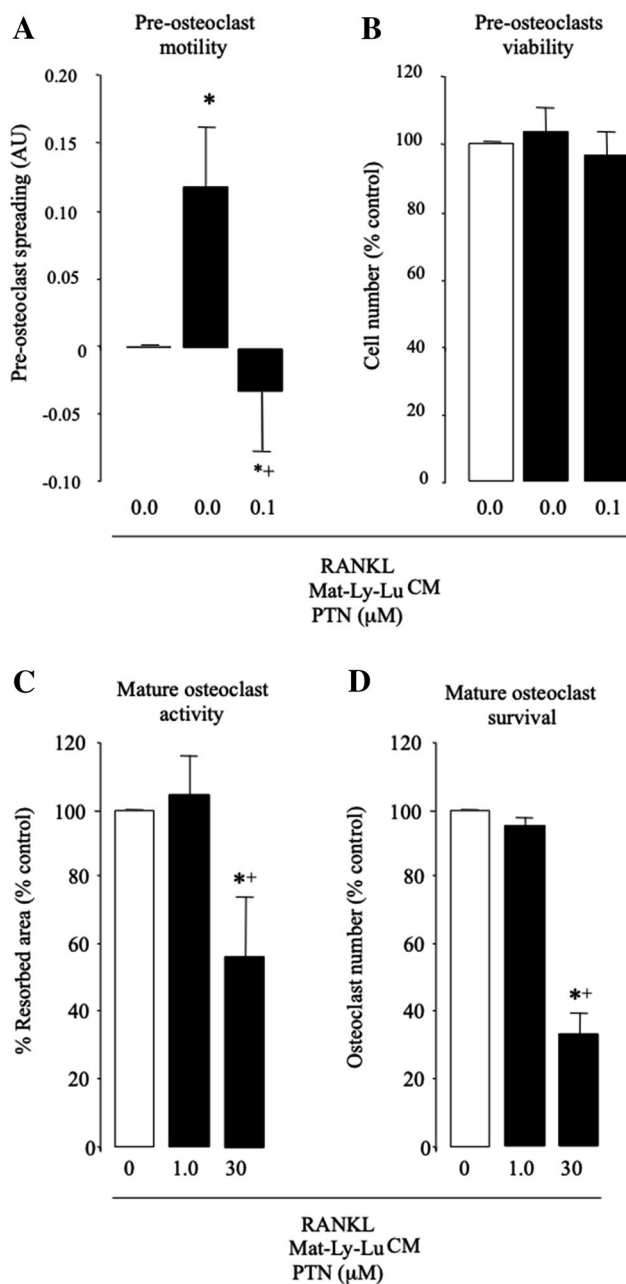 A
Pre-osteoclast
motility
Pre-osteoclast spreading (AU)
0.20
0.15
0.10
0.05
0
-0.05
-0.10
*
*+
0.0 0.0 0.1
B
Pre-osteoclasts
viability
Cell number (% control)
120
100
80
60
40
20
0
0.0 0.0 0.1
RANKL
Mat-Ly-Lu CM
PTN (µM)
C
Mature osteoclast
activity
% Resorbed area (% control)
120
100
80
60
40
20
0
*+
0 1.0 30
D
Mature osteoclast
survival
Osteoclast number (% control)
120
100
80
60
40
20
0
*+
0 1.0 30
RANKL
Mat-Ly-Lu CM
PTN (µM)